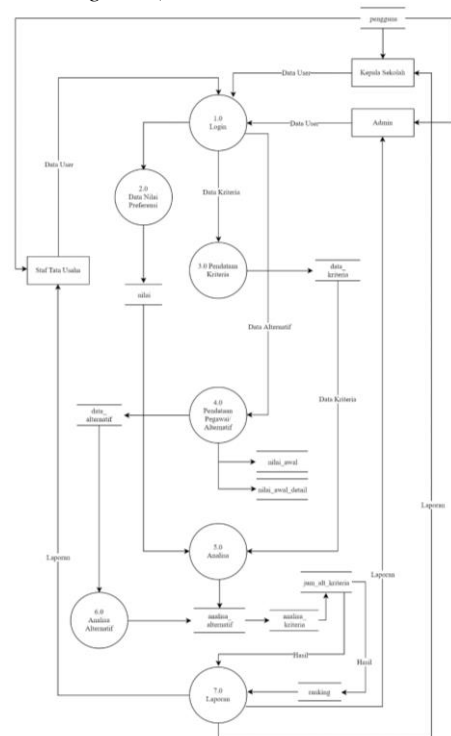 pengguna
Kepala Sekolah
Data User
1.0
Login
Data User
Admin
Data User
2.0
Data Nilai
Preferensi
Data Kriteria
3.0 Pendataan
Kriteria
data_
kriteria
Staf Tata Usaha
nilai
Data Alternatif
Data Kriteria
4.0
Pendataan
Pegawai
Alternatif
data_
alternatif
nilai_awal
nilai_awal_detail
Laporan
5.0
Analisa
Laporan
Laporan
jum_alt_kriteria
6.0
Analisa
Alternatif
analisa_
alternatif
analisa_
kriteria
Hasil
Hasil
7.0
Laporan
ranking